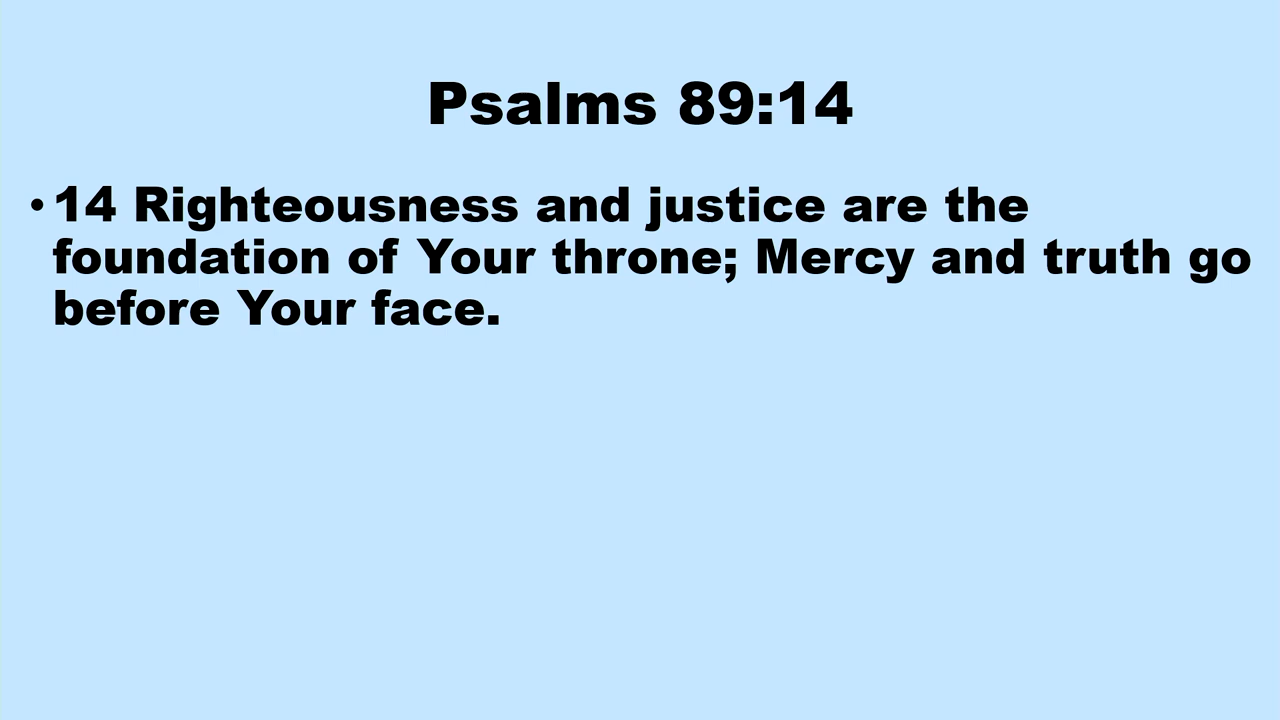 Psalms 89:14
• 14 Righteousness and justice are the
foundation of Your throne; Mercy and truth go
before Your face.